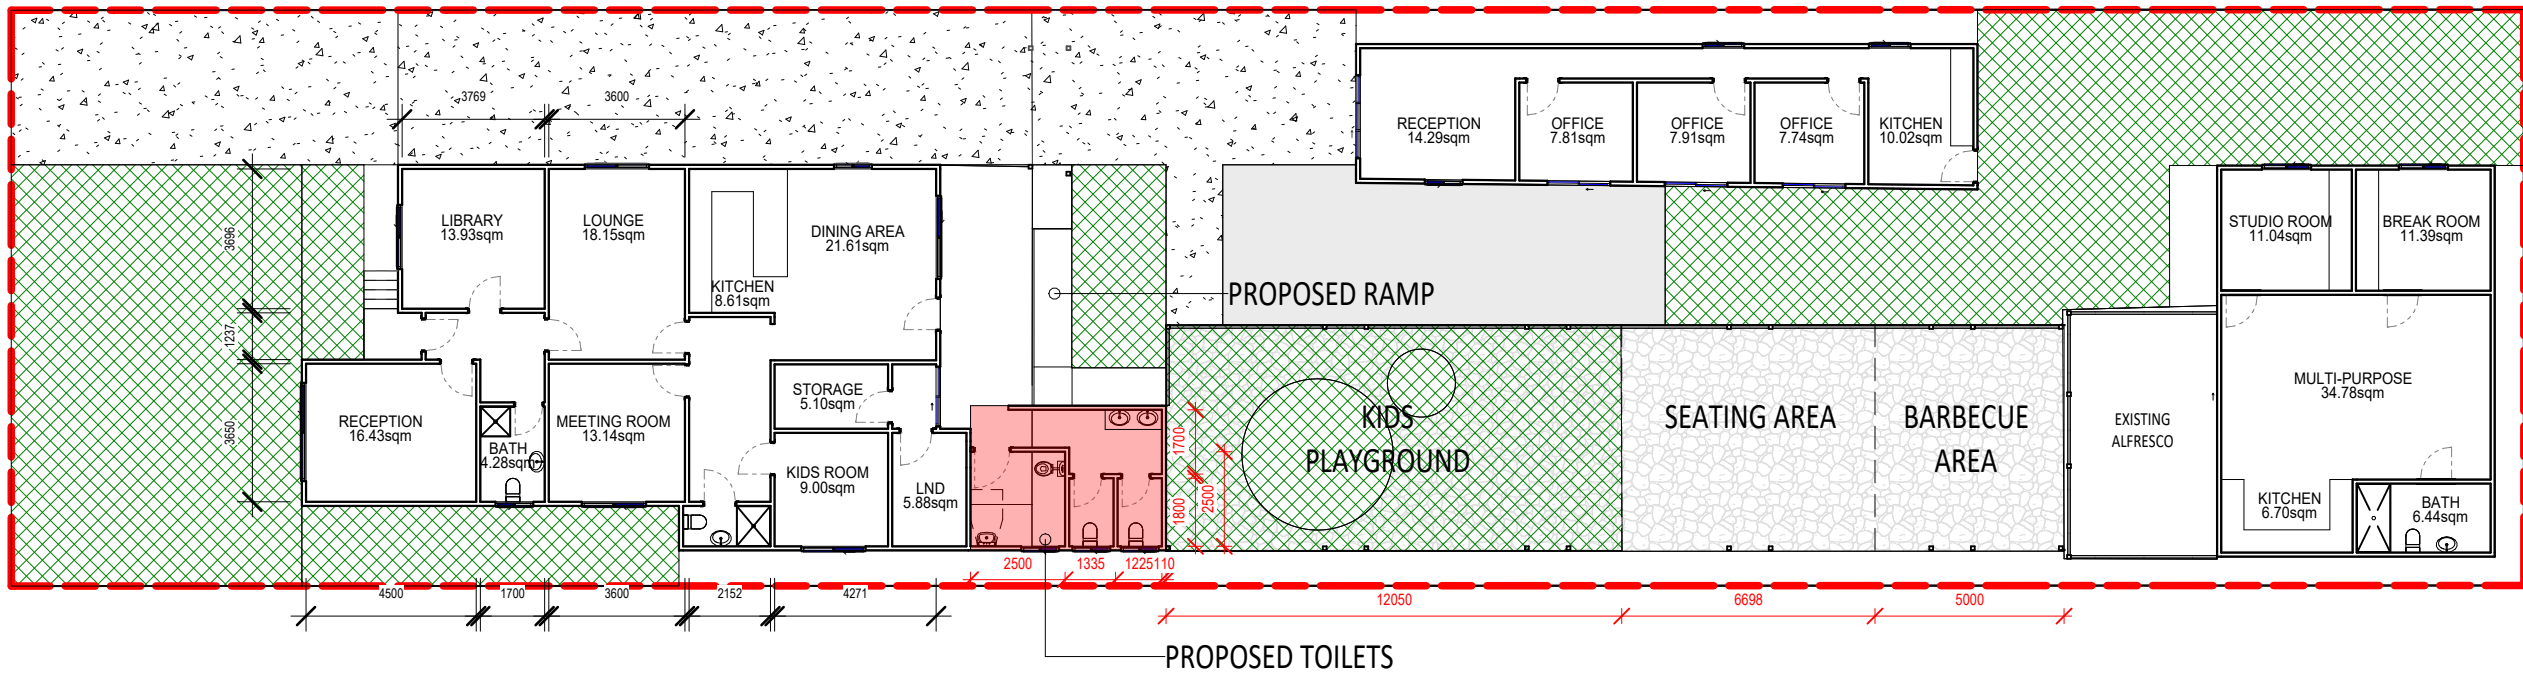 3769
3600
RECEPTION
14.29sqm
OFFICE
7.81sqm
OFFICE
7.91sqm
OFFICE
7.74sqm
KITCHEN
10.02sqm
LIBRARY
13.93sqm
LOUNGE
18.15sqm
DINING AREA
21.61sqm
KITCHEN
8.61sqm
STUDIO ROOM
11.04sqm
BREAK ROOM
11.39sqm
3696
1237
3650
PROPOSED RAMP
RECEPTION
16.43sqm
BATH
4.28sqm
MEETING ROOM
13.14sqm
STORAGE
5.10sqm
KIDS ROOM
9.00sqm
LND
5.88sqm
1700
1800
2500
KIDS
PLAYGROUND
SEATING AREA
BARBECUE
AREA
EXISTING
ALFRESCO
MULTI-PURPOSE
34.78sqm
KITCHEN
6.70sqm
BATH
6.44sqm
2500
1335
1225
110
4500
1700
3600
2152
4271
12050
6698
5000
PROPOSED TOILETS